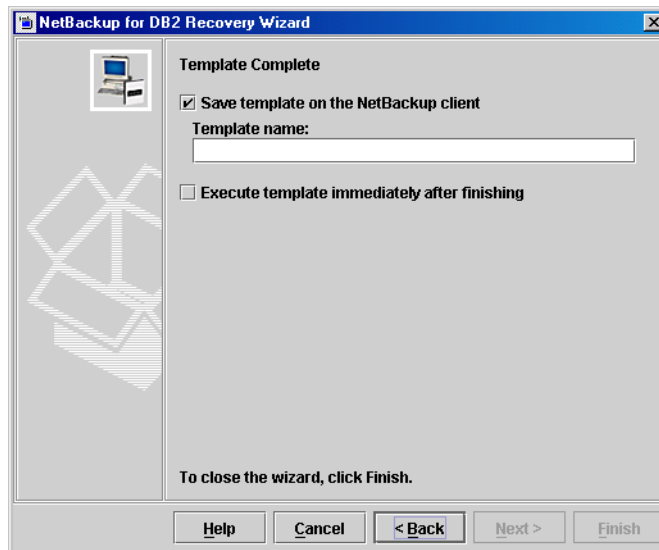 NetBackup for DB2 Recovery Wizard
Template Complete
Save template on the NetBackup client
Template name:
Execute template immediately after finishing
To close the wizard, click Finish.
Help
Cancel
< Back
Next >
Finish